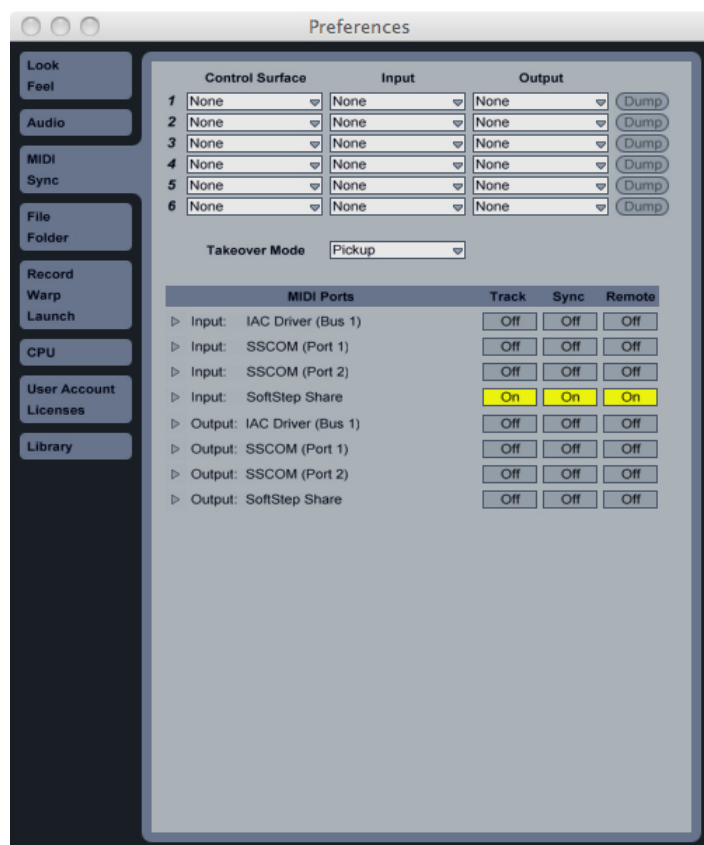 Preferences
Look
Feel
Audio
MIDI
Sync
File
Folder
Record
Warp
Launch
CPU
User Account
Licenses
Library
Control Surface Input Output
1 None None None Dump
2 None None None Dump
3 None None None Dump
4 None None None Dump
5 None None None Dump
6 None None None Dump
Takeover Mode Pickup
MIDI Ports Track Sync Remote
Input: IAC Driver (Bus 1) Off Off Off
Input: SSCOM (Port 1) Off Off Off
Input: SSCOM (Port 2) Off Off Off
Input: SoftStep Share On On On
Output: IAC Driver (Bus 1) Off Off Off
Output: SSCOM (Port 1) Off Off Off
Output: SSCOM (Port 2) Off Off Off
Output: SoftStep Share Off Off Off